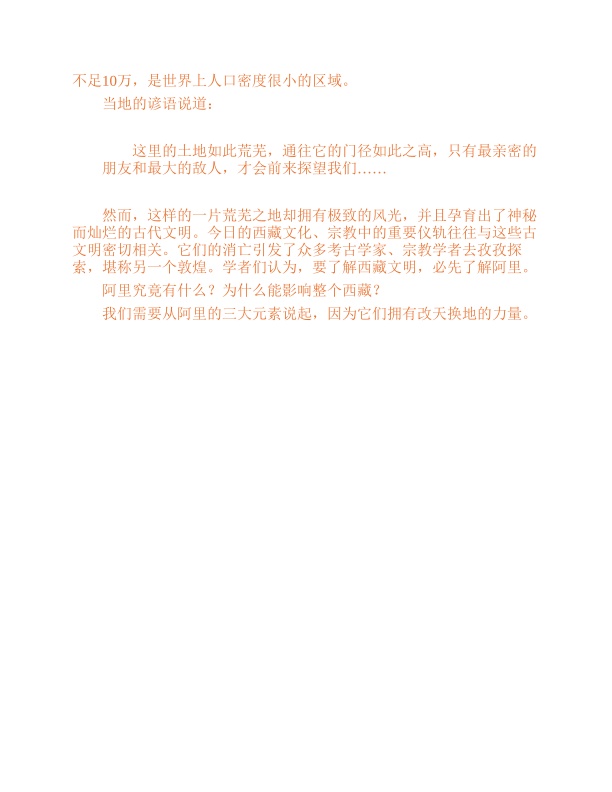 不足10万，是世界上人口密度很小的区域。
当地的谚语说道：
这里的土地如此荒芜，通往它的门径如此之高，只有最亲密的
朋友和最大的敌人，才会前来探望我们……
然而，这样的一片荒芜之地却拥有极致的风光，并且孕育出了神秘
而灿烂的古代文明。今日的西藏文化、宗教中的重要仪轨往往与这些古
文明密切相关。它们的消亡引发了众多考古学家、宗教学者去孜孜探
索，堪称另一个敦煌。学者们认为，要了解西藏文明，必先了解阿里。
阿里究竟有什么？为什么能影响整个西藏？
我们需要从阿里的三大元素说起，因为它们拥有改天换地的力量。